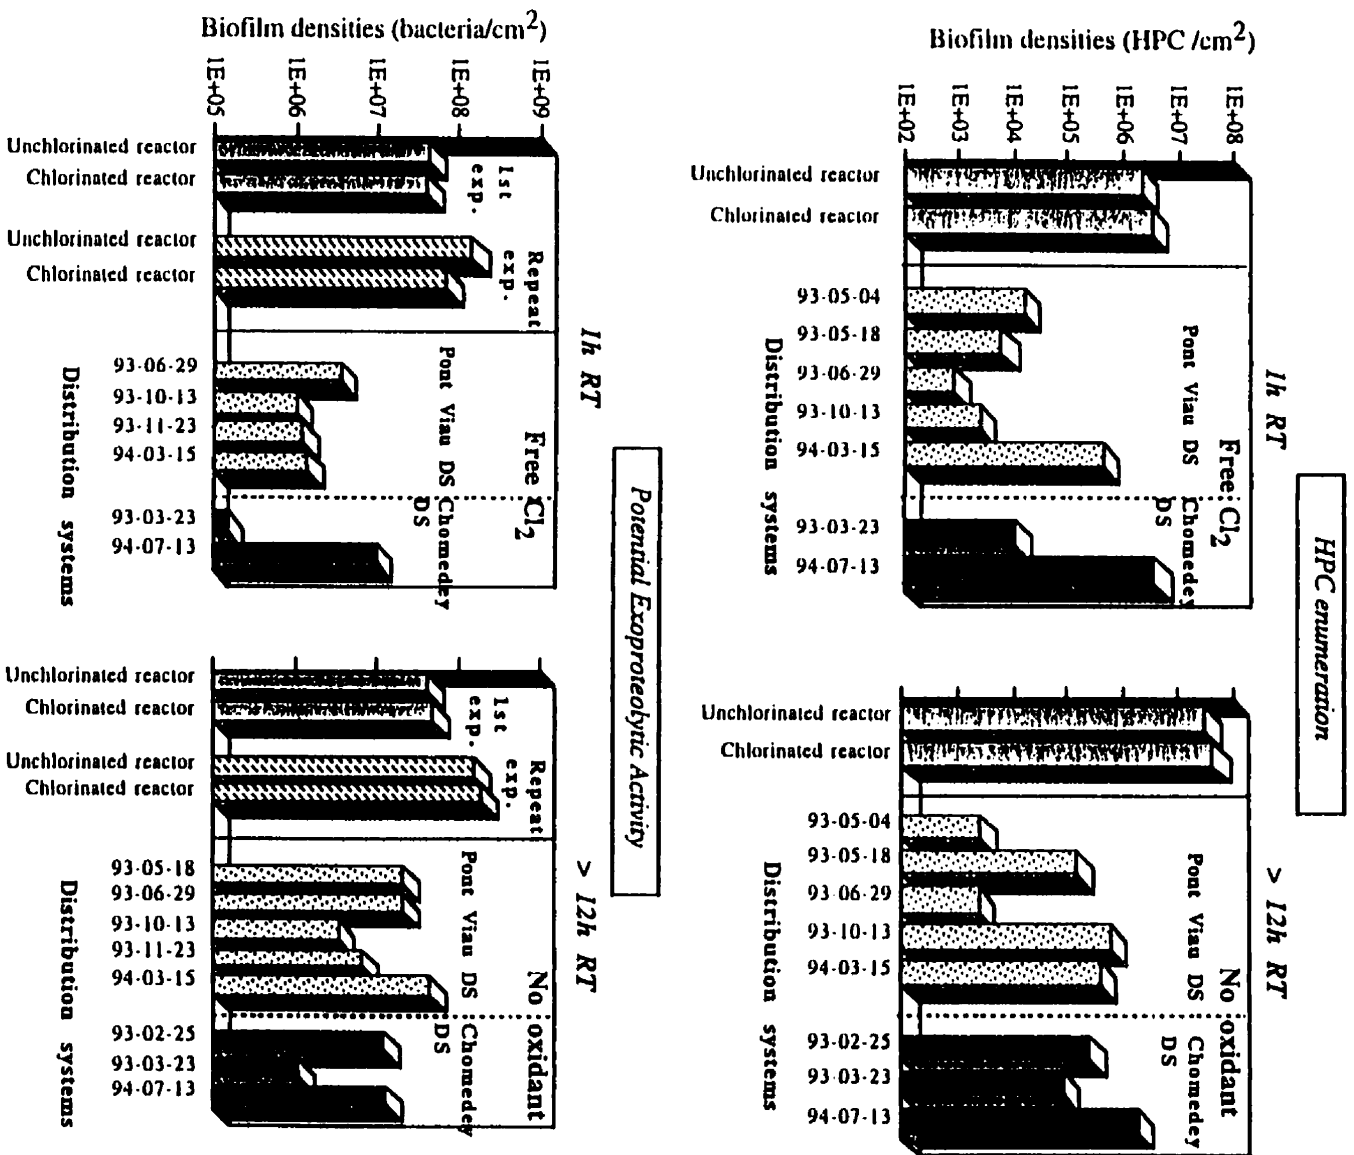 HPC enumeration
1h RT
> 12h RT
Biofilm densities (HPC /cm2)
1E+08
1E+07
1E+06
1E+05
1E+04
1E+03
1E+02
Free Cl2
Pont Viau DS
Chomedey
DS
Unchlorinated reactor
Chlorinated reactor
93-05-04
93-05-18
93-06-29
93-10-13
94-03-15
93-03-23
94-07-13
Distribution systems
No oxidant
Pont Viau DS
Chomedey
DS
Unchlorinated reactor
Chlorinated reactor
93-05-04
93-05-18
93-06-29
93-10-13
94-03-15
93-02-25
93-03-23
94-07-13
Distribution systems
Potential Exoproteolytic Activity
1h RT
> 12h RT
Biofilm densities (bacteria/cm2)
1E+09
1E+08
1E+07
1E+06
1E+05
1st
exp.
Repeat
exp.
Free Cl2
Pont Viau DS
Chomedey
DS
Unchlorinated reactor
Chlorinated reactor
Unchlorinated reactor
Chlorinated reactor
93-06-29
93-10-13
93-11-23
94-03-15
93-03-23
94-07-13
Distribution systems
1st
exp.
Repeat
exp.
No oxidant
Pont Viau DS
Chomedey
DS
Unchlorinated reactor
Chlorinated reactor
Unchlorinated reactor
Chlorinated reactor
93-05-18
93-06-29
93-10-13
93-11-23
94-03-15
93-02-25
93-03-23
94-07-13
Distribution systems